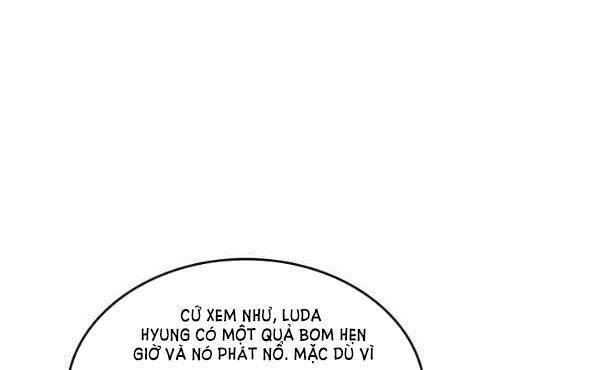 CỨ XEM NHƯ, LUDA
HYUNG CÓ MỘT QUẢ BOM HẸN
GIỜ VÀ NÓ PHÁT NỔ. MẶC DÙ VÌ